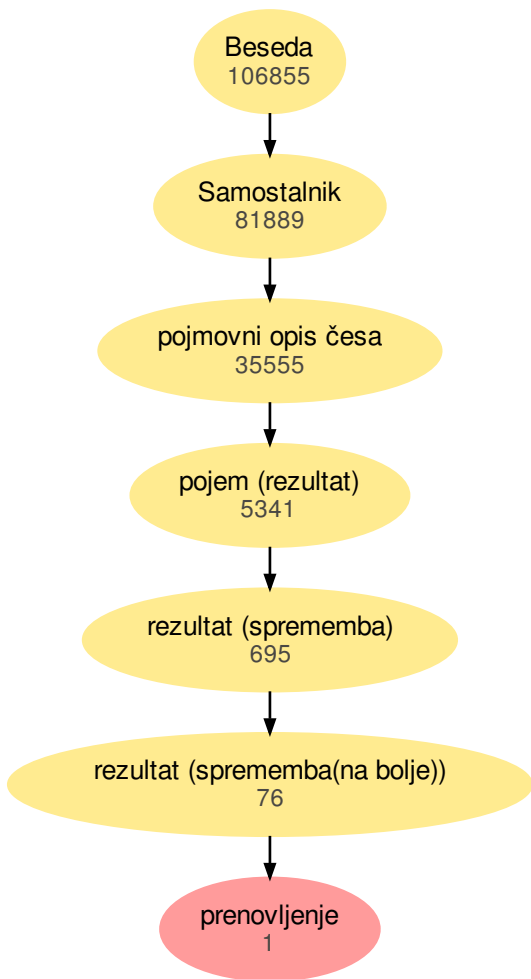 Beseda
106855
Samostalnik
81889
pojmovni opis česa
35555
pojem (rezultat)
5341
rezultat (sprememba)
695
rezultat (sprememba(na bolje))
76
prenovljenje
1